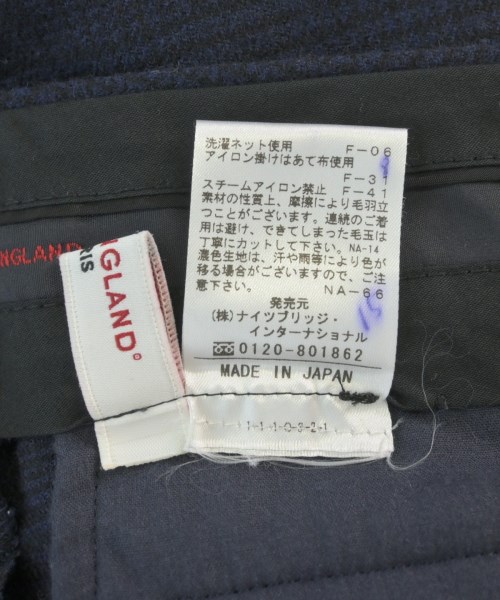 洗濯ネット使用 F-06
アイロン掛けはあて布使用
F-31
スチームアイロン禁止 F-41
素材の性質上、摩擦により毛羽立
つことがございます。連続のご着
用は避け、できてしまった毛玉は
丁寧にカットして下さい。NA-14
濃色生地は、汗や雨等により色が
移る場合がございますので、ご注
意下さい。 NA-66
発売元
(株)ナイツブリッジ・
インターナショナル
0120-801862
MADE IN JAPAN
15
NGLAND
RIS
NGLAND®